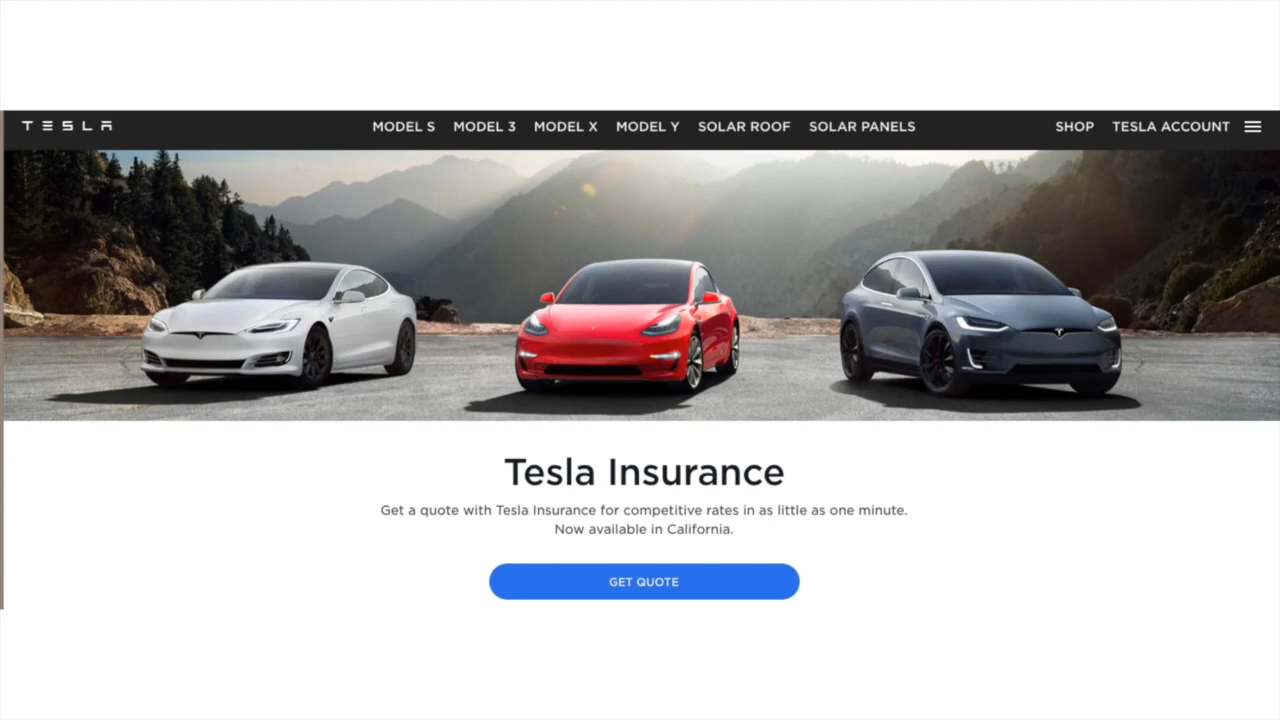 TESLA MODEL S MODEL 3 MODEL X MODEL Y SOLAR ROOF SOLAR PANELS SHOP TESLA ACCOUNT
Tesla Insurance
Get a quote with Tesla Insurance for competitive rates in as little as one minute.
Now available in California.
GET QUOTE